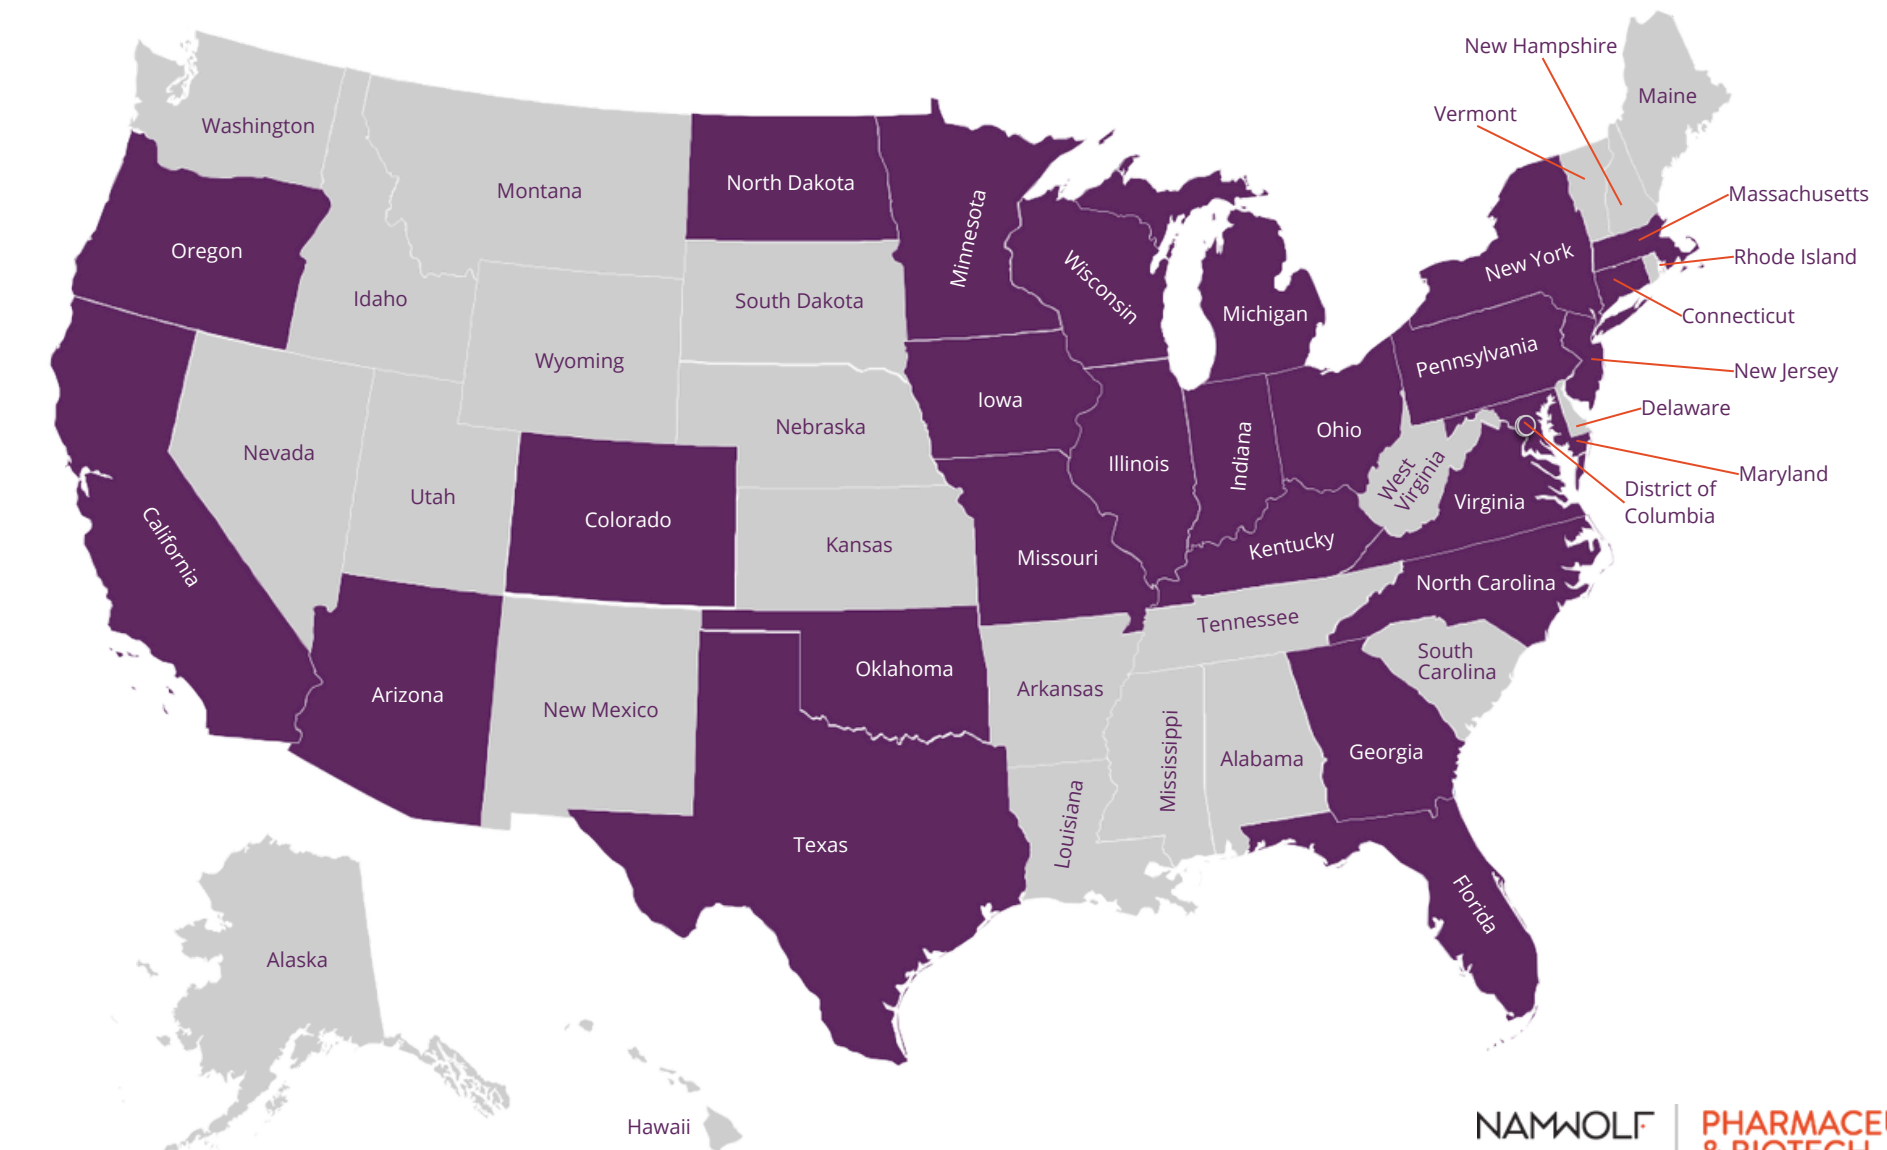 New Hampshire
Maine
Vermont
Washington
North Dakota
Montana
Massachusetts
Minnesota
Oregon
New York
Rhode Island
Wisconsin
Idaho
South Dakota
Michigan
Connecticut
Wyoming
Pennsylvania
New Jersey
Iowa
Delaware
Nebraska
Ohio
Nevada
Indiana
Illinois
West
Virginia
Maryland
Utah
District of
Columbia
Virginia
Colorado
California
Kansas
Kentucky
Missouri
North Carolina
Tennessee
South
Carolina
Oklahoma
Arkansas
Arizona
New Mexico
Mississippi
Alabama
Georgia
Louisiana
Texas
Florida
Alaska
Hawaii
NAMWOLF
PHARMACEU
& BIOTECH